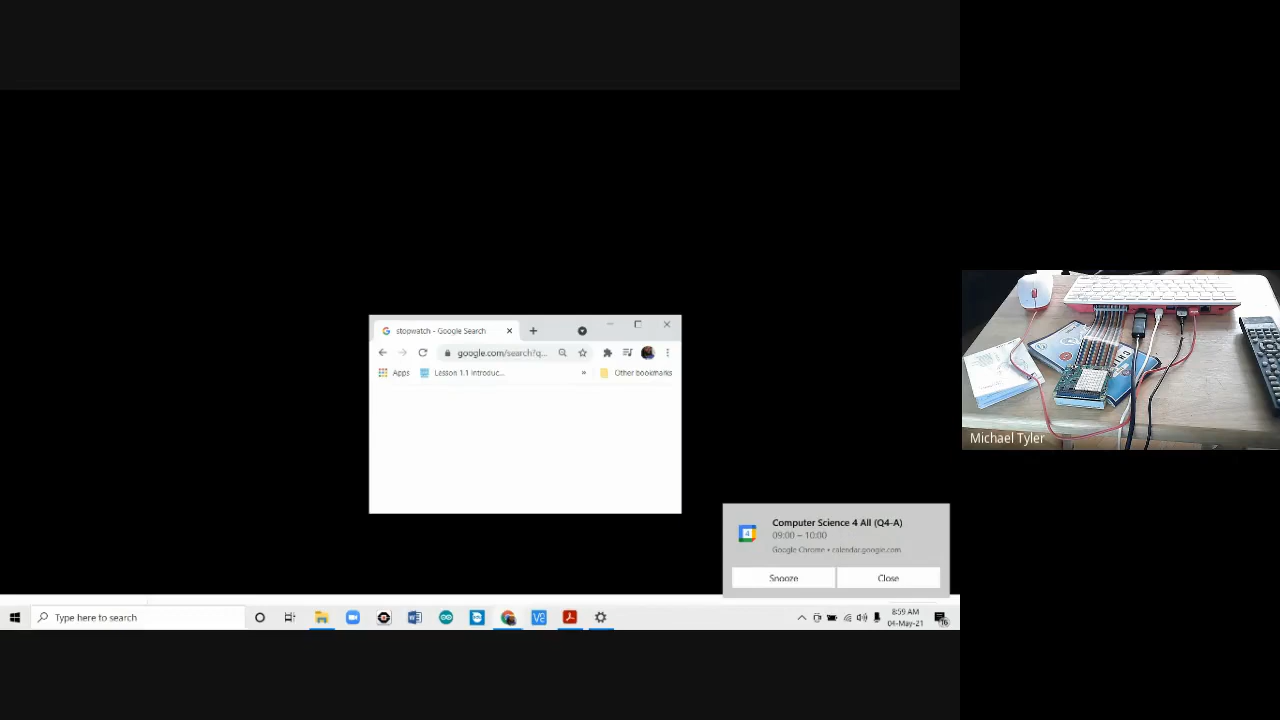 stopwatch - Google Search
google.com/search?q...
Apps
Lesson 1.1 Introduc...
»
Other bookmarks
Michael Tyler
4
Computer Science 4 All (Q4-A)
09:00 – 10:00
Google Chrome • calendar.google.com
Snooze
Close
Type here to search
8:59 AM
04-May-21